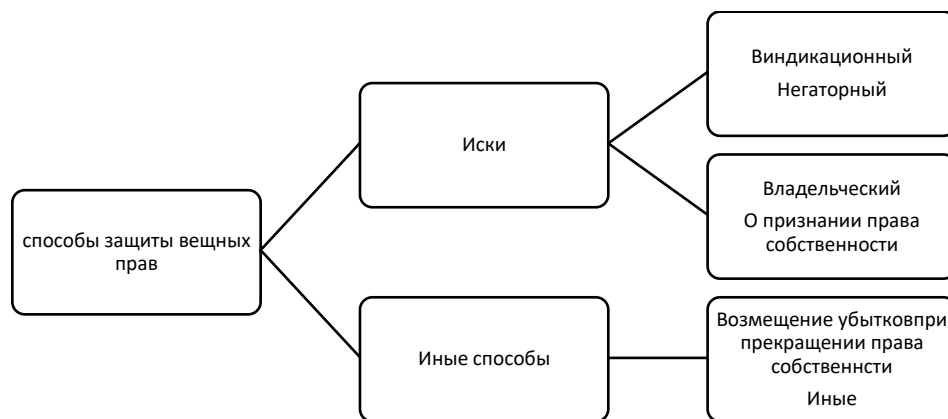 способы защиты вещных
прав
Иски
Виндикационный
Негаторный
Владельческий
О признании права
собственности
Иные способы
Возмещение убытковпри
прекращении права
собственнсти
Иные